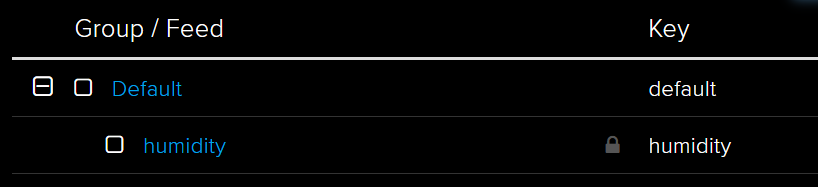 Group / Feed Key
Default default
humidity humidity